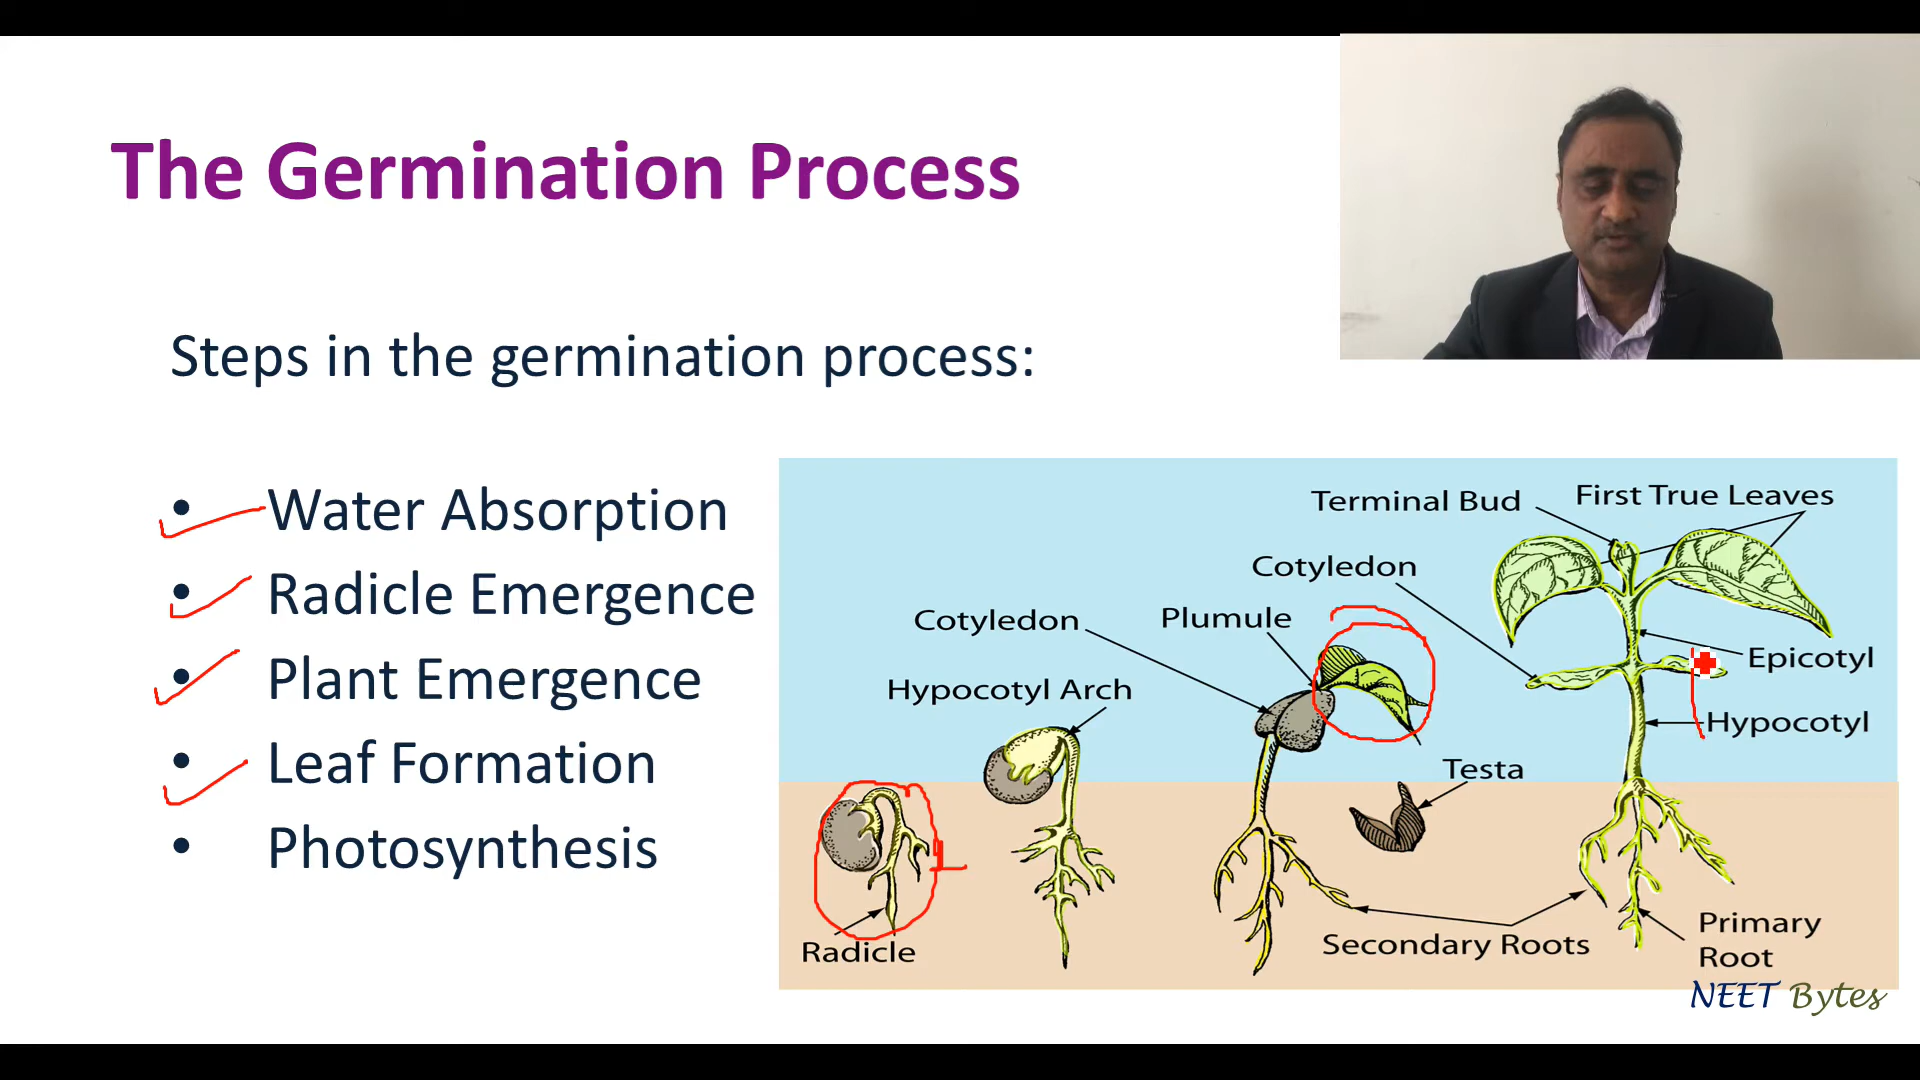 The Germination Process
Steps in the germination process:
• Water Absorption
• Radicle Emergence
• Plant Emergence
• Leaf Formation
• Photosynthesis
Terminal Bud
First True Leaves
Cotyledon
Cotyledon
Plumule
Hypocotyl Arch
Epicotyl
Hypocotyl
Testa
Radicle
Secondary Roots
Primary
Root
NEET Bytes